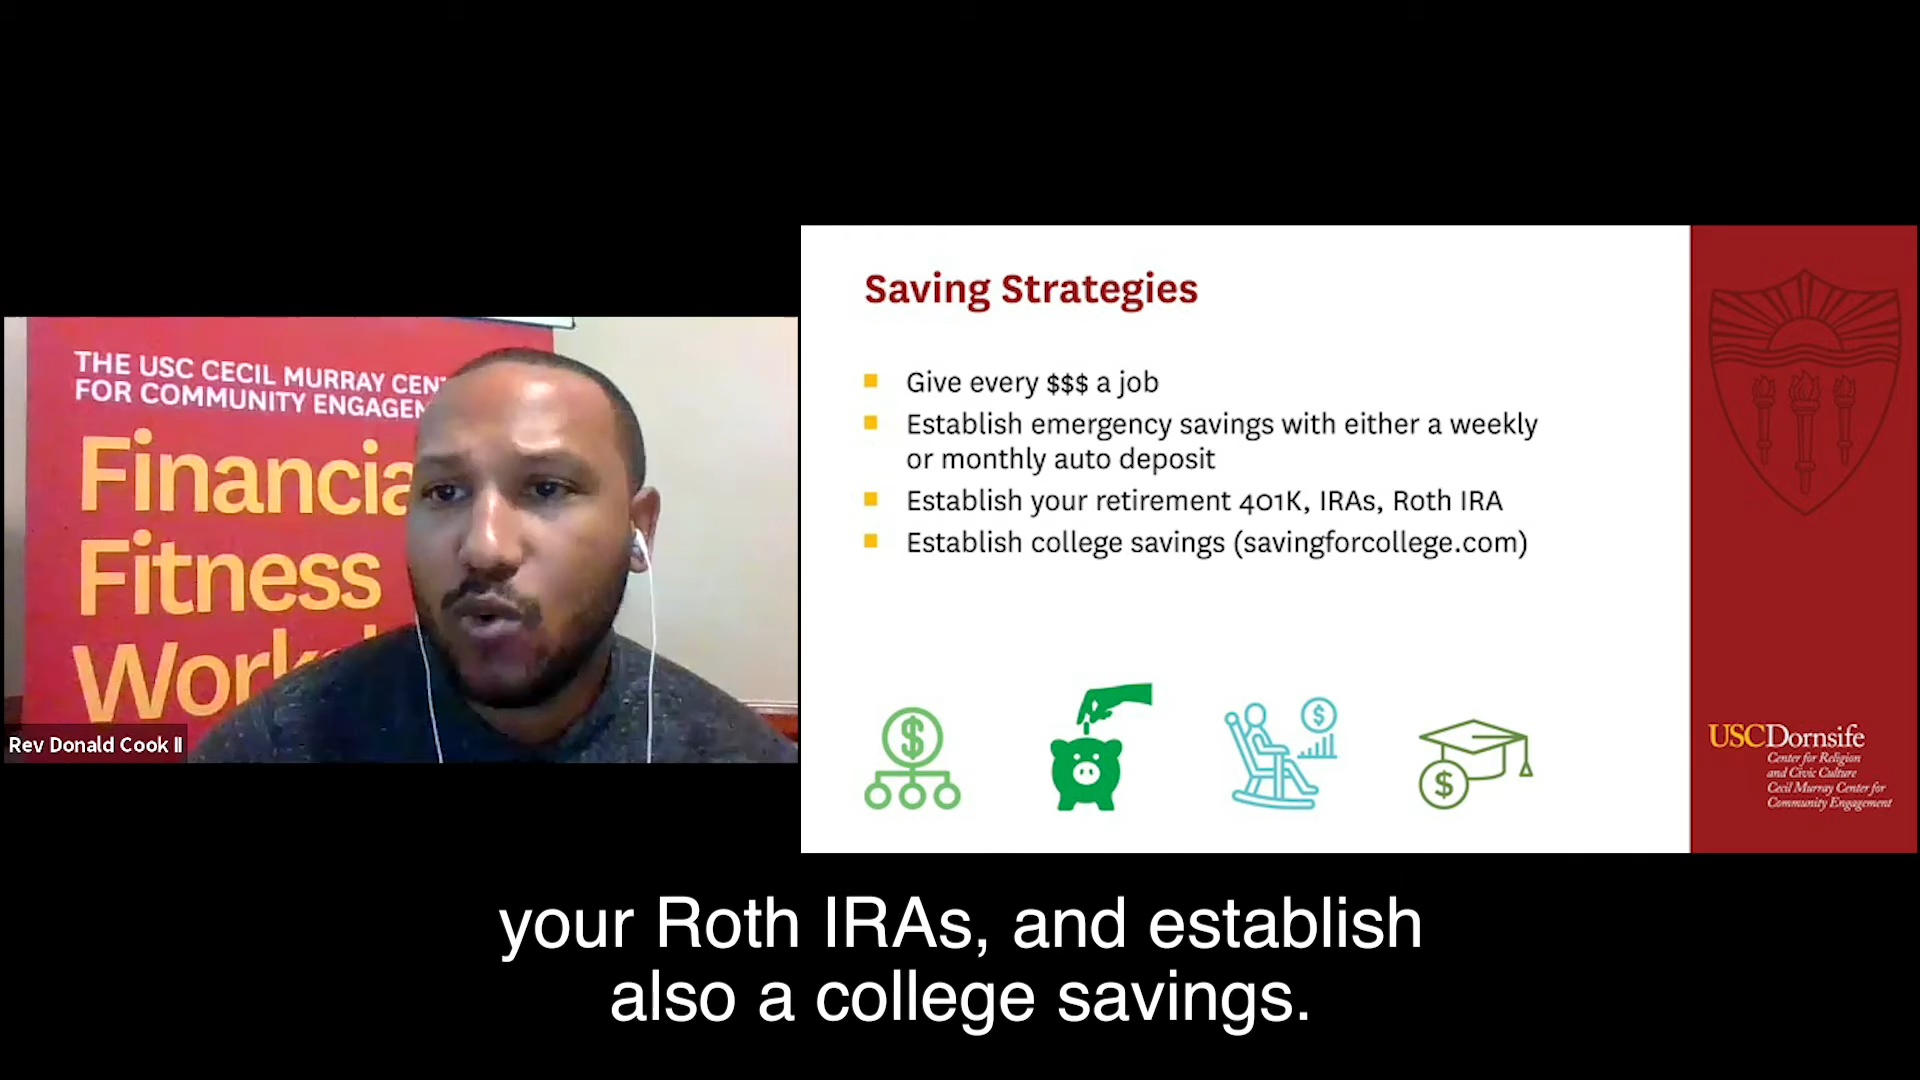 THE USC CECIL MURRAY CEN
FOR COMMUNITY ENGAGEN
Financia
Fitness
Work
Rev Donald Cook II
Saving Strategies
Give every $$$ a job
Establish emergency savings with either a weekly
or monthly auto deposit
Establish your retirement 401K, IRAs, Roth IRA
Establish college savings (savingforcollege.com)
$
$
$
USCDornsife
Center for Religion
and Civic Culture
Cecil Murray Center for
Community Engagement
your Roth IRAs, and establish
also a college savings.